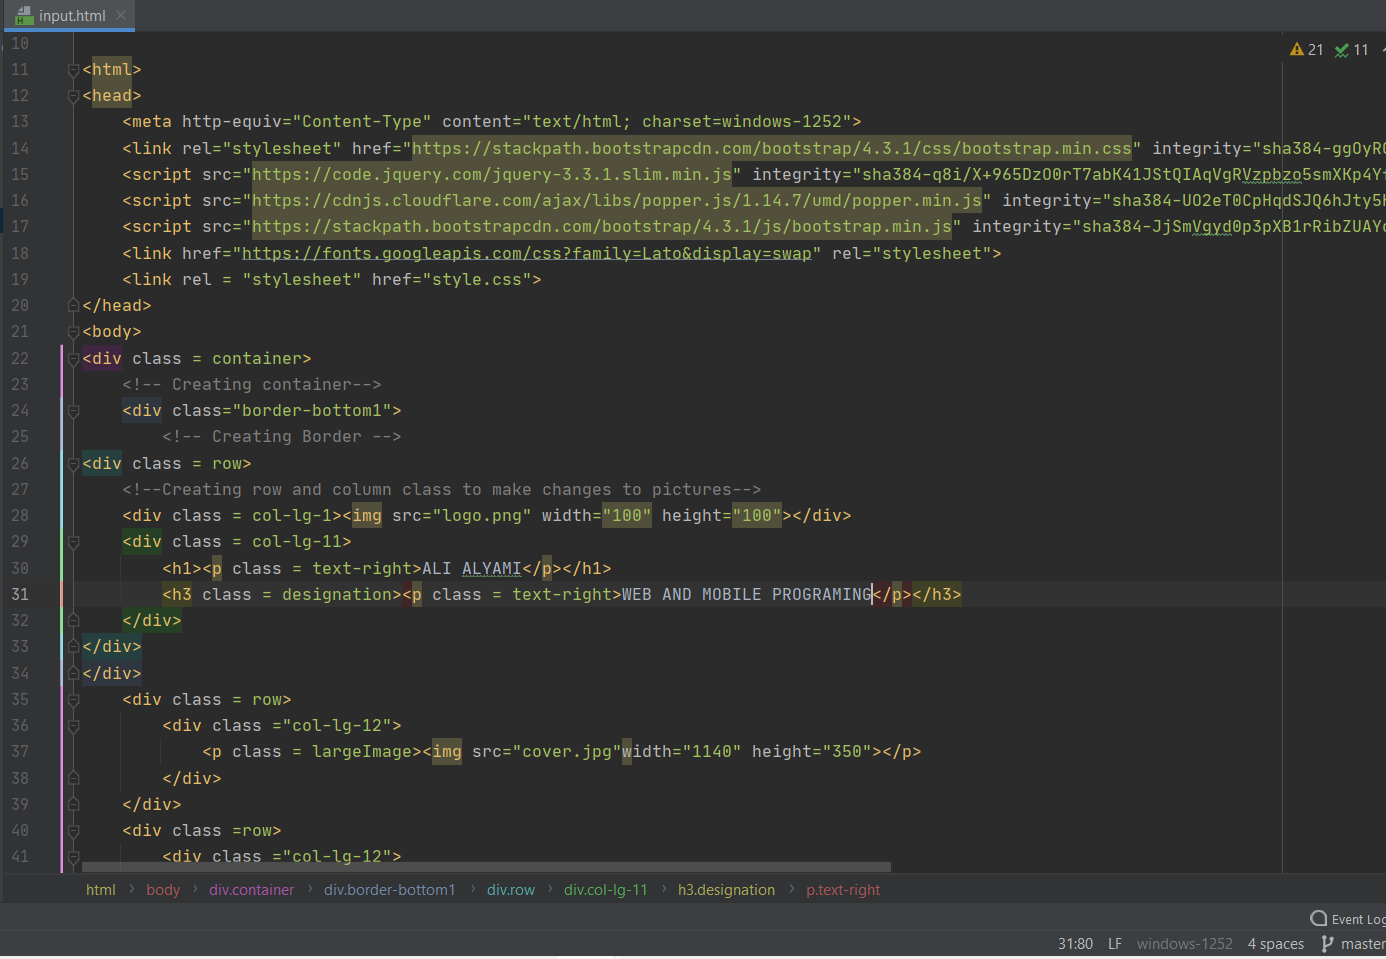 input.html
21 11
10
11 <html>
12 <head>
13 <meta http-equiv="Content-Type" content="text/html; charset=windows-1252">
14 <link rel="stylesheet" href="https://stackpath.bootstrapcdn.com/bootstrap/4.3.1/css/bootstrap.min.css" integrity="sha384-ggOyR0
15 <script src="https://code.jquery.com/jquery-3.3.1.slim.min.js" integrity="sha384-q8i/X+965DzO0rT7abK41JStQIAqVgRVzpbzo5smXKp4Yf
16 <script src="https://cdnjs.cloudflare.com/ajax/libs/popper.js/1.14.7/umd/popper.min.js" integrity="sha384-UO2eT0CpHqdSJQ6hJty5K
17 <script src="https://stackpath.bootstrapcdn.com/bootstrap/4.3.1/js/bootstrap.min.js" integrity="sha384-JjSmVgyd0p3pXB1rRibZUAYo
18 <link href="https://fonts.googleapis.com/css?family=Lato&display=swap" rel="stylesheet">
19 <link rel = "stylesheet" href="style.css">
20 </head>
21 <body>
22 <div class = container>
23 <!-- Creating container-->
24 <div class="border-bottom1">
25 <!-- Creating Border -->
26 <div class = row>
27 <!--Creating row and column class to make changes to pictures-->
28 <div class = col-lg-1><img src="logo.png" width="100" height="100"></div>
29 <div class = col-lg-11>
30 <h1><p class = text-right>ALI ALYAMI</p></h1>
31 <h3 class = designation><p class = text-right>WEB AND MOBILE PROGRAMING</p></h3>
32 </div>
33 </div>
34 </div>
35 <div class = row>
36 <div class ="col-lg-12">
37 <p class = largeImage><img src="cover.jpg"width="1140" height="350"></p>
38 </div>
39 </div>
40 <div class =row>
41 <div class ="col-lg-12">
html › body › div.container › div.border-bottom1 › div.row › div.col-lg-11 › h3.designation › p.text-right
Event Log
31:80 LF windows-1252 4 spaces master